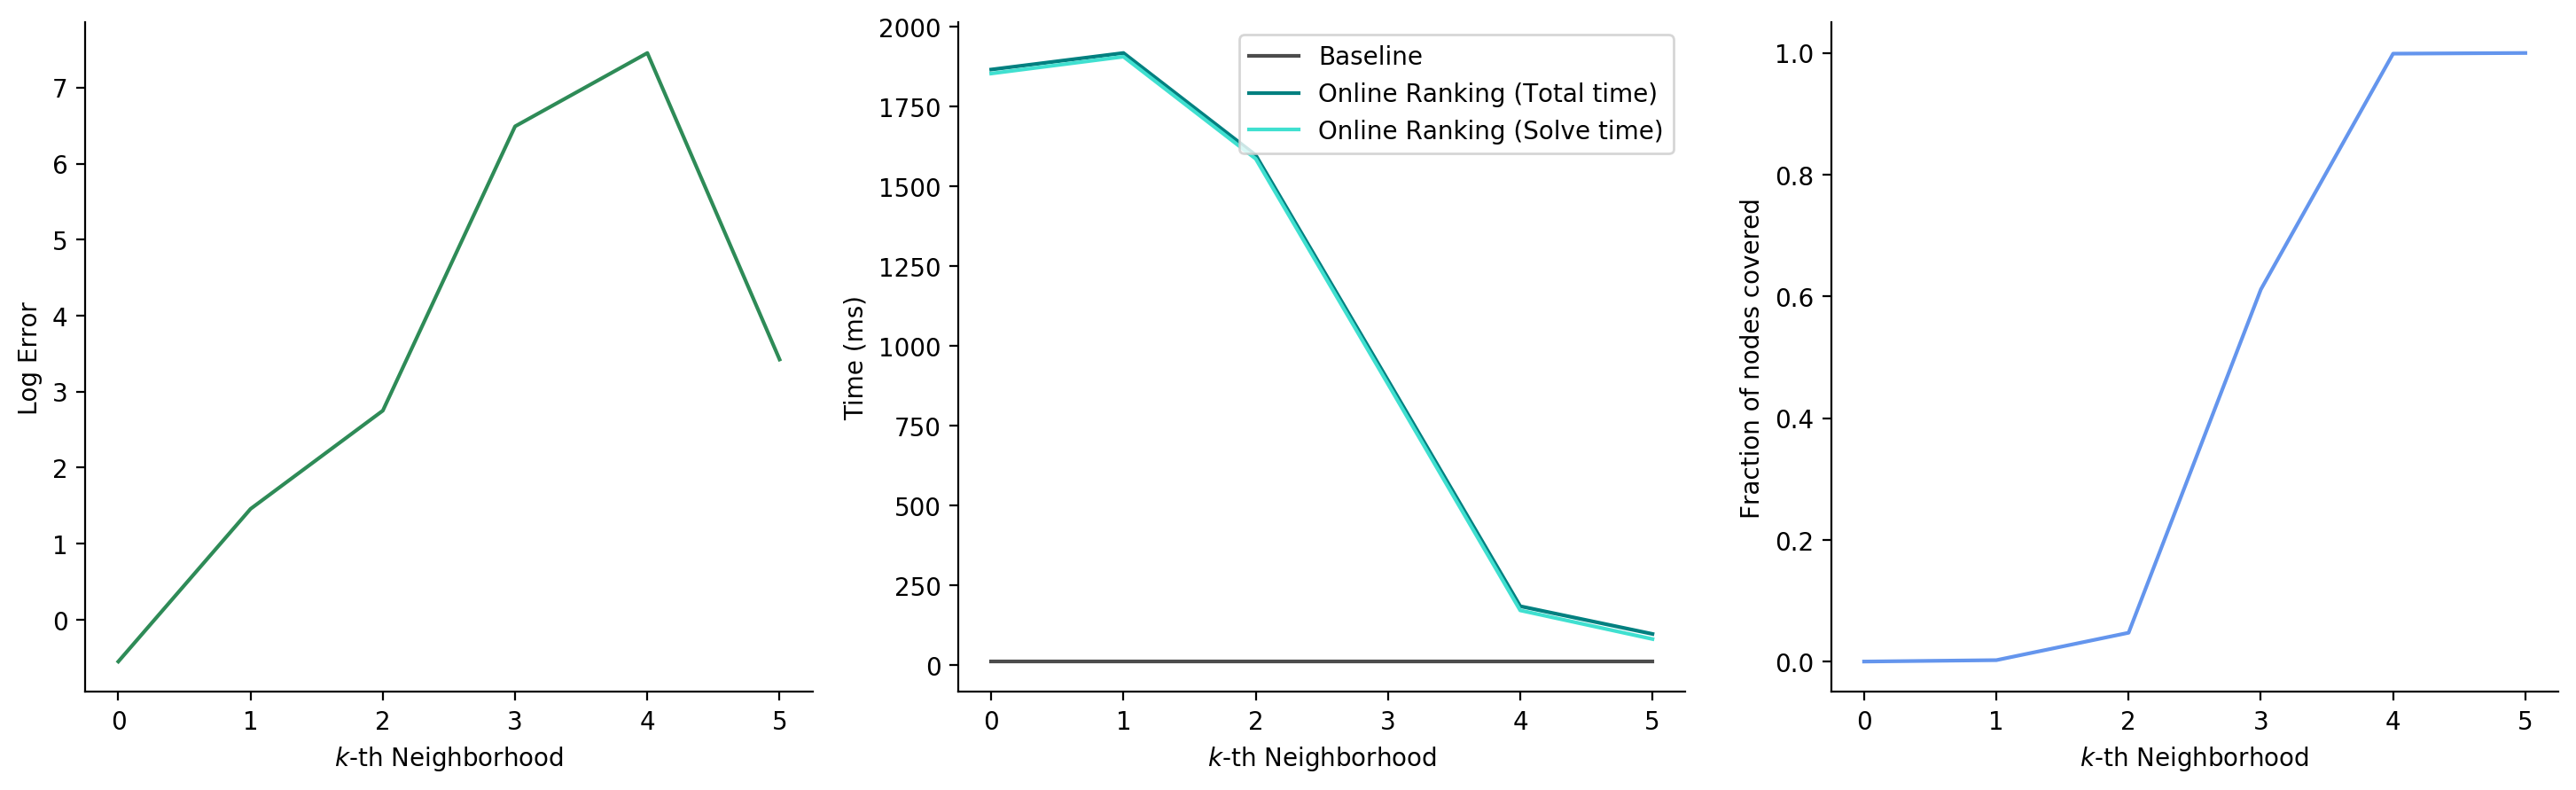 7
6
5
4
3
2
1
0
Log Error
0 1 2 3 4 5
k-th Neighborhood
2000
1750
1500
1250
1000
750
500
250
0
Time (ms)
Baseline
Online Ranking (Total time)
Online Ranking (Solve time)
0 1 2 3 4 5
k-th Neighborhood
1.0
0.8
0.6
0.4
0.2
0.0
Fraction of nodes covered
0 1 2 3 4 5
k-th Neighborhood